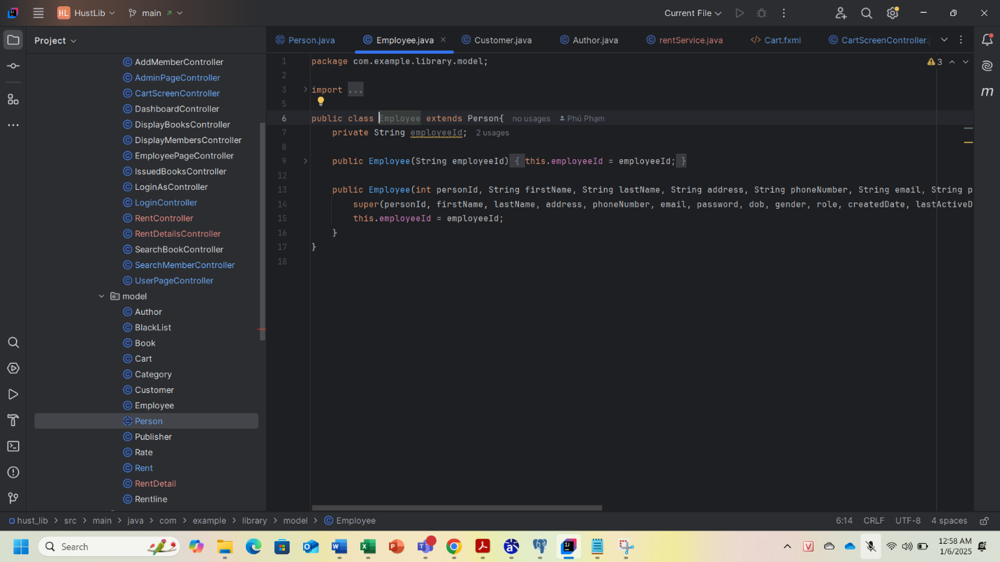 HL HustLib main Current File
Project
Person.java Employee.java Customer.java Author.java rentService.java Cart.fxml CartScreenController.
AddMemberController
AdminPageController
CartScreenController
DashboardController
DisplayBooksController
DisplayMembersController
EmployeePageController
IssuedBooksController
LoginAsController
LoginController
RentController
RentDetailsController
SearchBookController
SearchMemberController
UserPageController
model
Author
BlackList
Book
Cart
Category
Customer
Employee
Person
Publisher
Rate
Rent
RentDetail
Rentline
1 package com.example.library.model; 3
2
3 import ...
5
6 public class Employee extends Person{ no usages Phú Phạm
7 private String employeeId; 2 usages
8
9 public Employee(String employeeId) { this.employeeId = employeeId; }
12
13 public Employee(int personId, String firstName, String lastName, String address, String phoneNumber, String email, String p
14 super(personId, firstName, lastName, address, phoneNumber, email, password, dob, gender, role, createdDate, lastActiveD
15 this.employeeId = employeeId;
16 }
17 }
18
hust_lib > src > main > java > com > example > library > model > Employee 6:14 CRLF UTF-8 4 spaces
Search 12:58 AM
1/6/2025